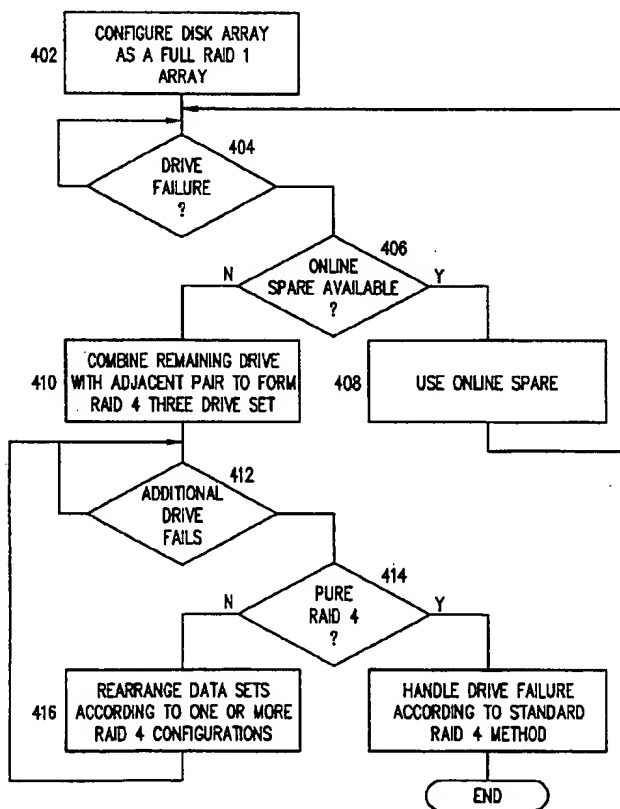 402
CONFIGURE DISK ARRAY
AS A FULL RAID 1
ARRAY
404
DRIVE
FAILURE
?
406
N
ONLINE
SPARE AVAILABLE
?
Y
410
COMBINE REMAINING DRIVE
WITH ADJACENT PAIR TO FORM
RAID 4 THREE DRIVE SET
408
USE ONLINE SPARE
412
ADDITIONAL
DRIVE
FAILS
414
N
PURE
RAID 4
?
Y
416
REARRANGE DATA SETS
ACCORDING TO ONE OR MORE
RAID 4 CONFIGURATIONS
HANDLE DRIVE FAILURE
ACCORDING TO STANDARD
RAID 4 METHOD
END